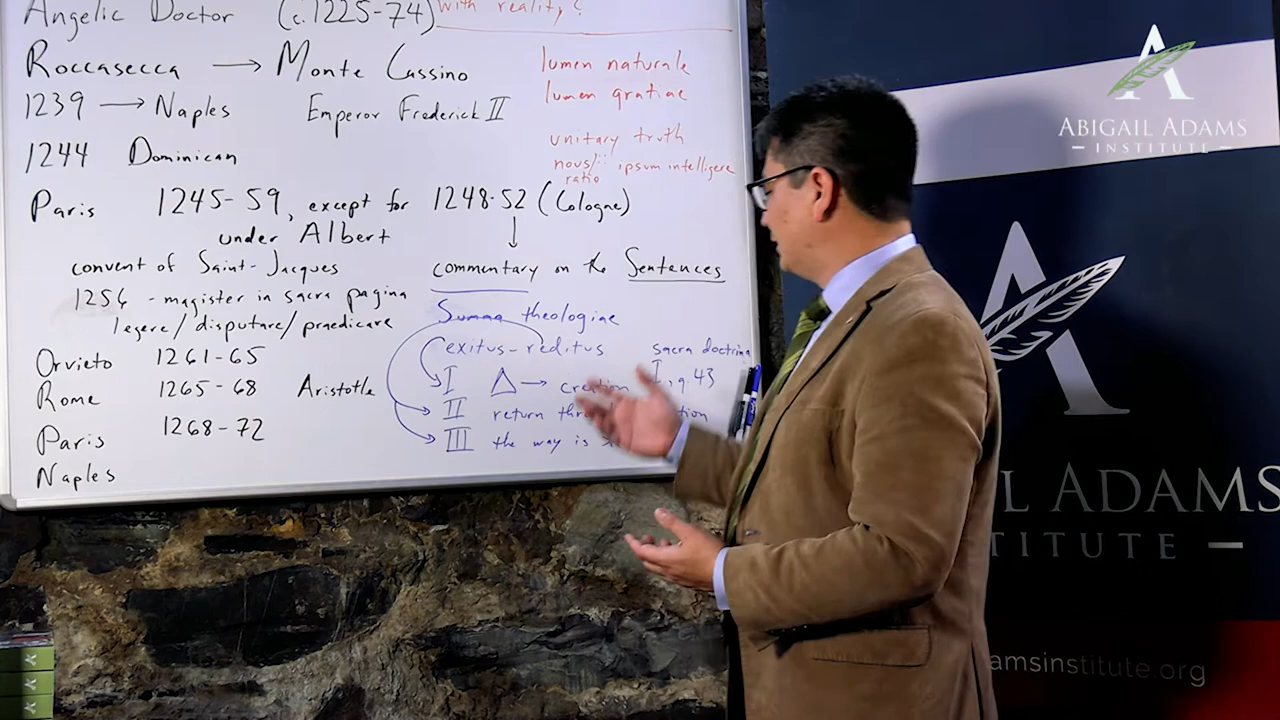 Angelic Doctor (c. 1225-74)
with reality?
Roccasecca → Monte Cassino
1239 → Naples Emperor Frederick II
1244 Dominican
lumen naturale
lumen gratiae
unitary truth
nous/:: ipsum intelligere
ratio
Paris 1245-59, except for 1248-52 (Cologne)
under Albert
convent of Saint-Jacques
1256 - magister in sacra pagina
legere/disputare/praedicare
commentary on the Sentences
Summa theologiae
exitus-reditus
sacra doctrina
I △ → creation I, q.43
II return
III the way is
Orvieto 1261-65
Rome 1265-68 Aristotle
Paris 1268-72
Naples
ABIGAIL ADAMS
INSTITUTE
L ADAMS
TITUTE
amsinstitute.org